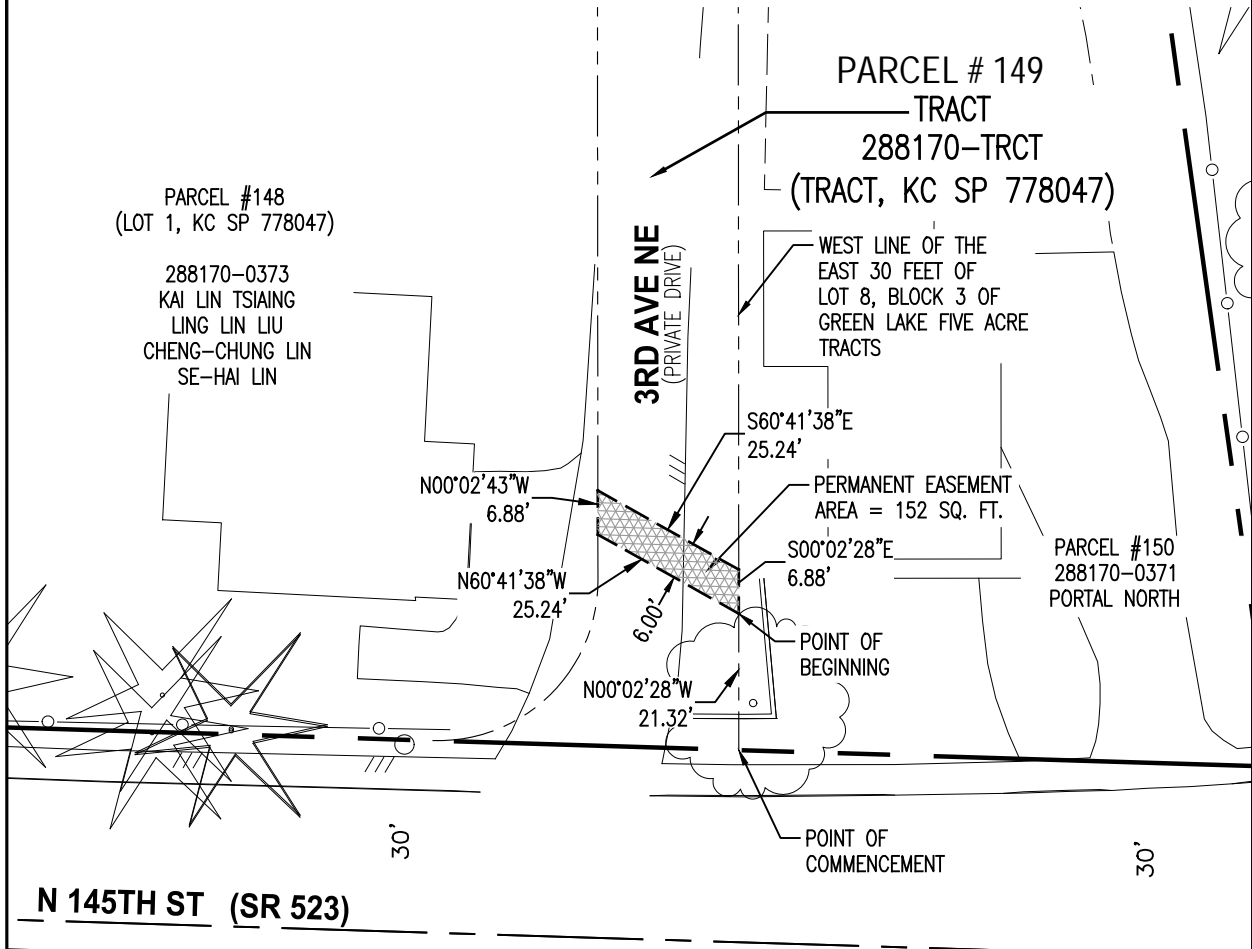 PARCEL # 149
TRACT
288170-TRCT
(TRACT, KC SP 778047)
PARCEL #148
(LOT 1, KC SP 778047)
288170-0373
KAI LIN TSIAING
LING LIN LIU
CHENG-CHUNG LIN
SE-HAI LIN
3RD AVE NE
(PRIVATE DRIVE)
WEST LINE OF THE
EAST 30 FEET OF
LOT 8, BLOCK 3 OF
GREEN LAKE FIVE ACRE
TRACTS
S60°41'38"E
25.24'
N00°02'43"W
6.88'
PERMANENT EASEMENT
AREA = 152 SQ. FT.
S00°02'28"E
6.88'
PARCEL #150
288170-0371
PORTAL NORTH
N60°41'38"W
25.24'
6.00'
POINT OF
BEGINNING
N00°02'28"W
21.32'
POINT OF
COMMENCEMENT
30'
30'
N 145TH ST (SR 523)